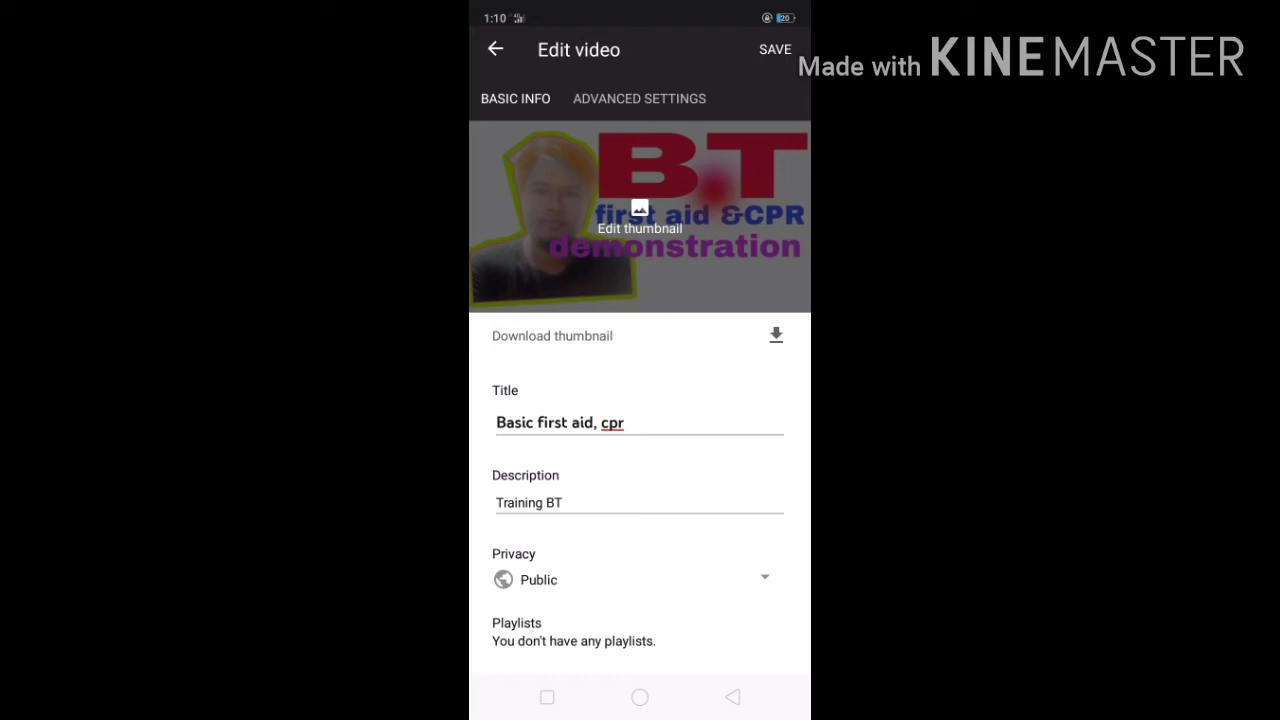 1:10
20
Edit video
SAVE
Made with KINEMASTER
BASIC INFO
ADVANCED SETTINGS
B.T
first aid &CPR
Edit thumbnail
demonstration
Download thumbnail
Title
Basic first aid, cpr
Description
Training BT
Privacy
Public
Playlists
You don't have any playlists.